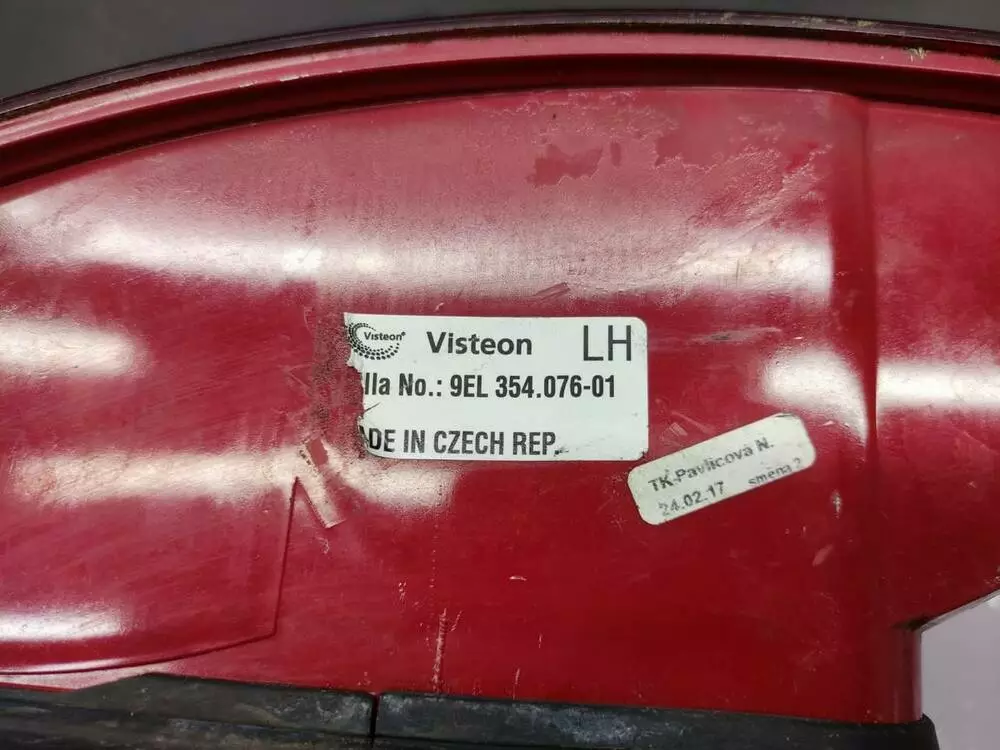 Visteon®
Visteon LH
lla No.: 9EL 354.076-01
ADE IN CZECH REP.
TK-Pavlicova N.
24.02.17 smena 2